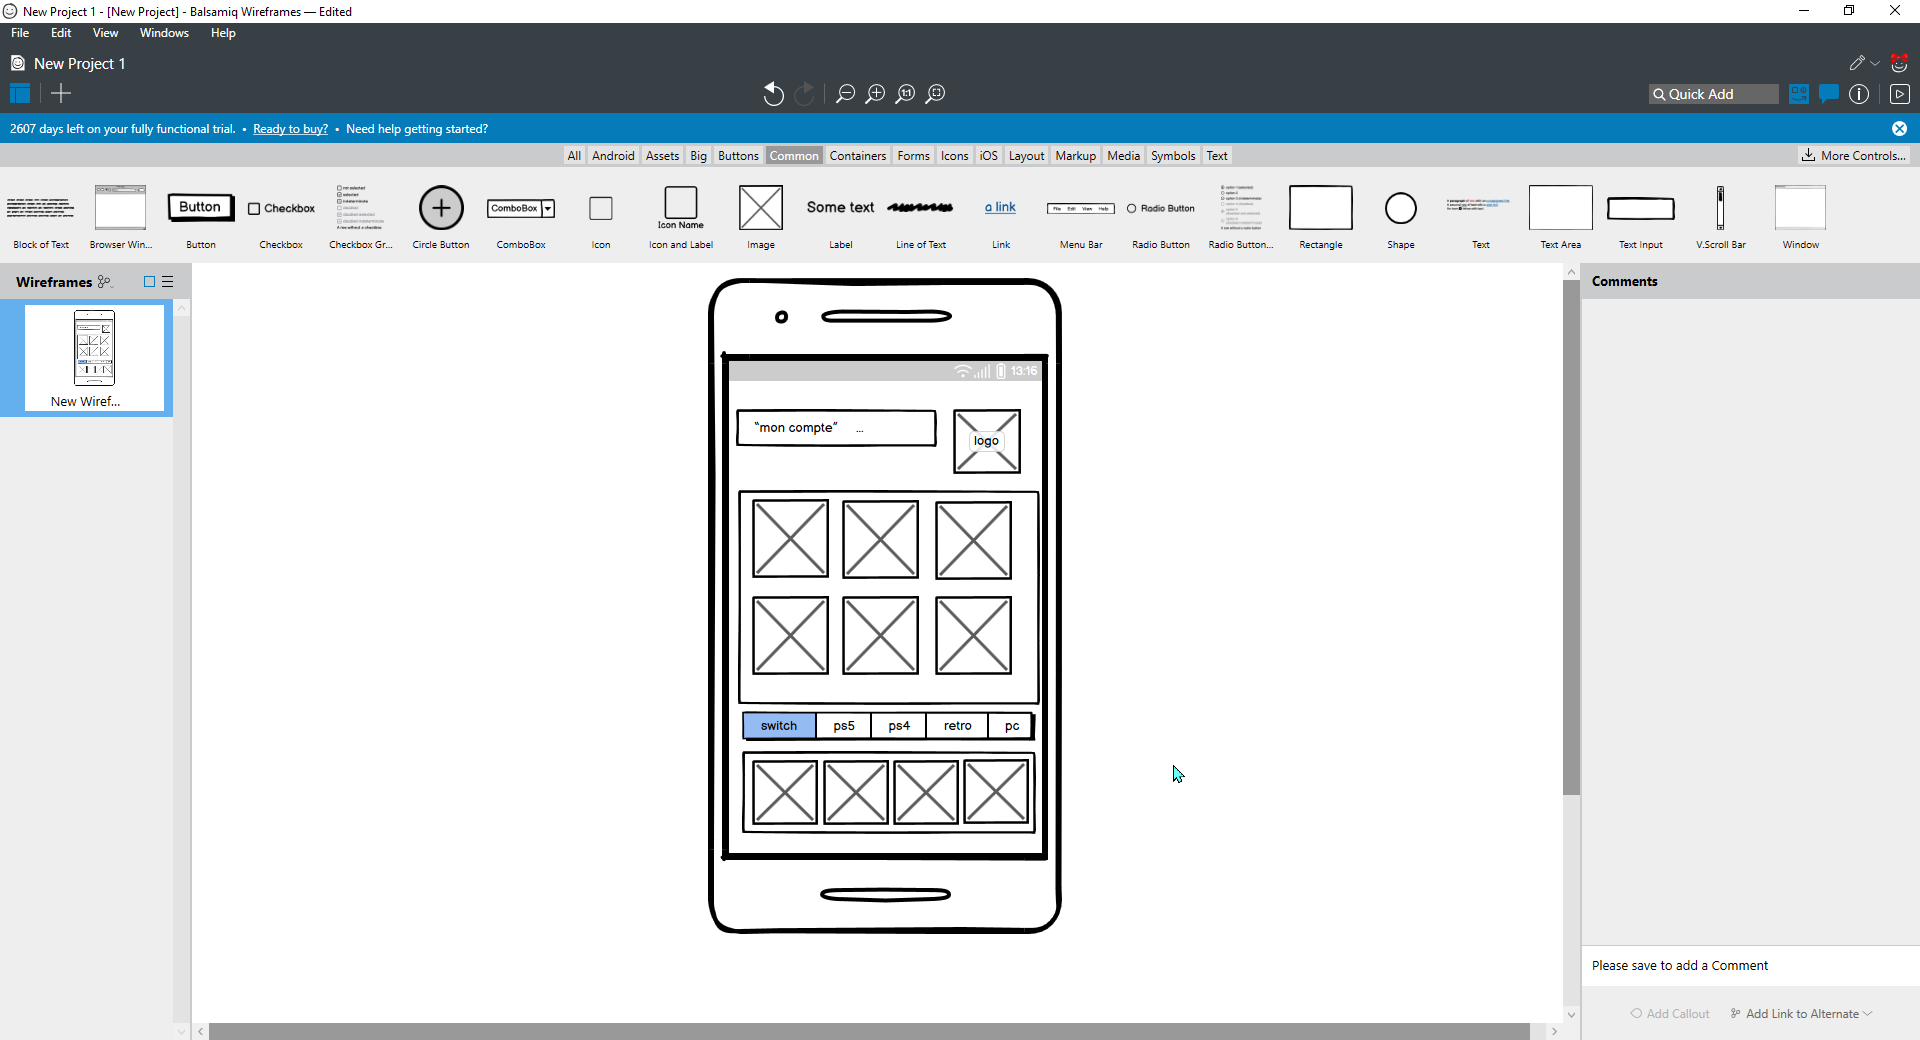 New Project 1 - [New Project] - Balsamiq Wireframes — Edited
File Edit View Windows Help
New Project 1
Quick Add
2607 days left on your fully functional trial. • Ready to buy? • Need help getting started?
All Android Assets Big Buttons Common Containers Forms Icons iOS Layout Markup Media Symbols Text More Controls...
Button Checkbox ComboBox Icon Name Some text a link File Edit View Help Radio Button
Block of Text Browser Win... Button Checkbox Checkbox Gr... Circle Button ComboBox Icon Icon and Label Image Label Line of Text Link Menu Bar Radio Button Radio Button... Rectangle Shape Text Text Area Text Input V.Scroll Bar Window
Wireframes
New Wiref...
13:16
"mon compte" ...
logo
switch ps5 ps4 retro pc
Comments
Please save to add a Comment
Add Callout Add Link to Alternate